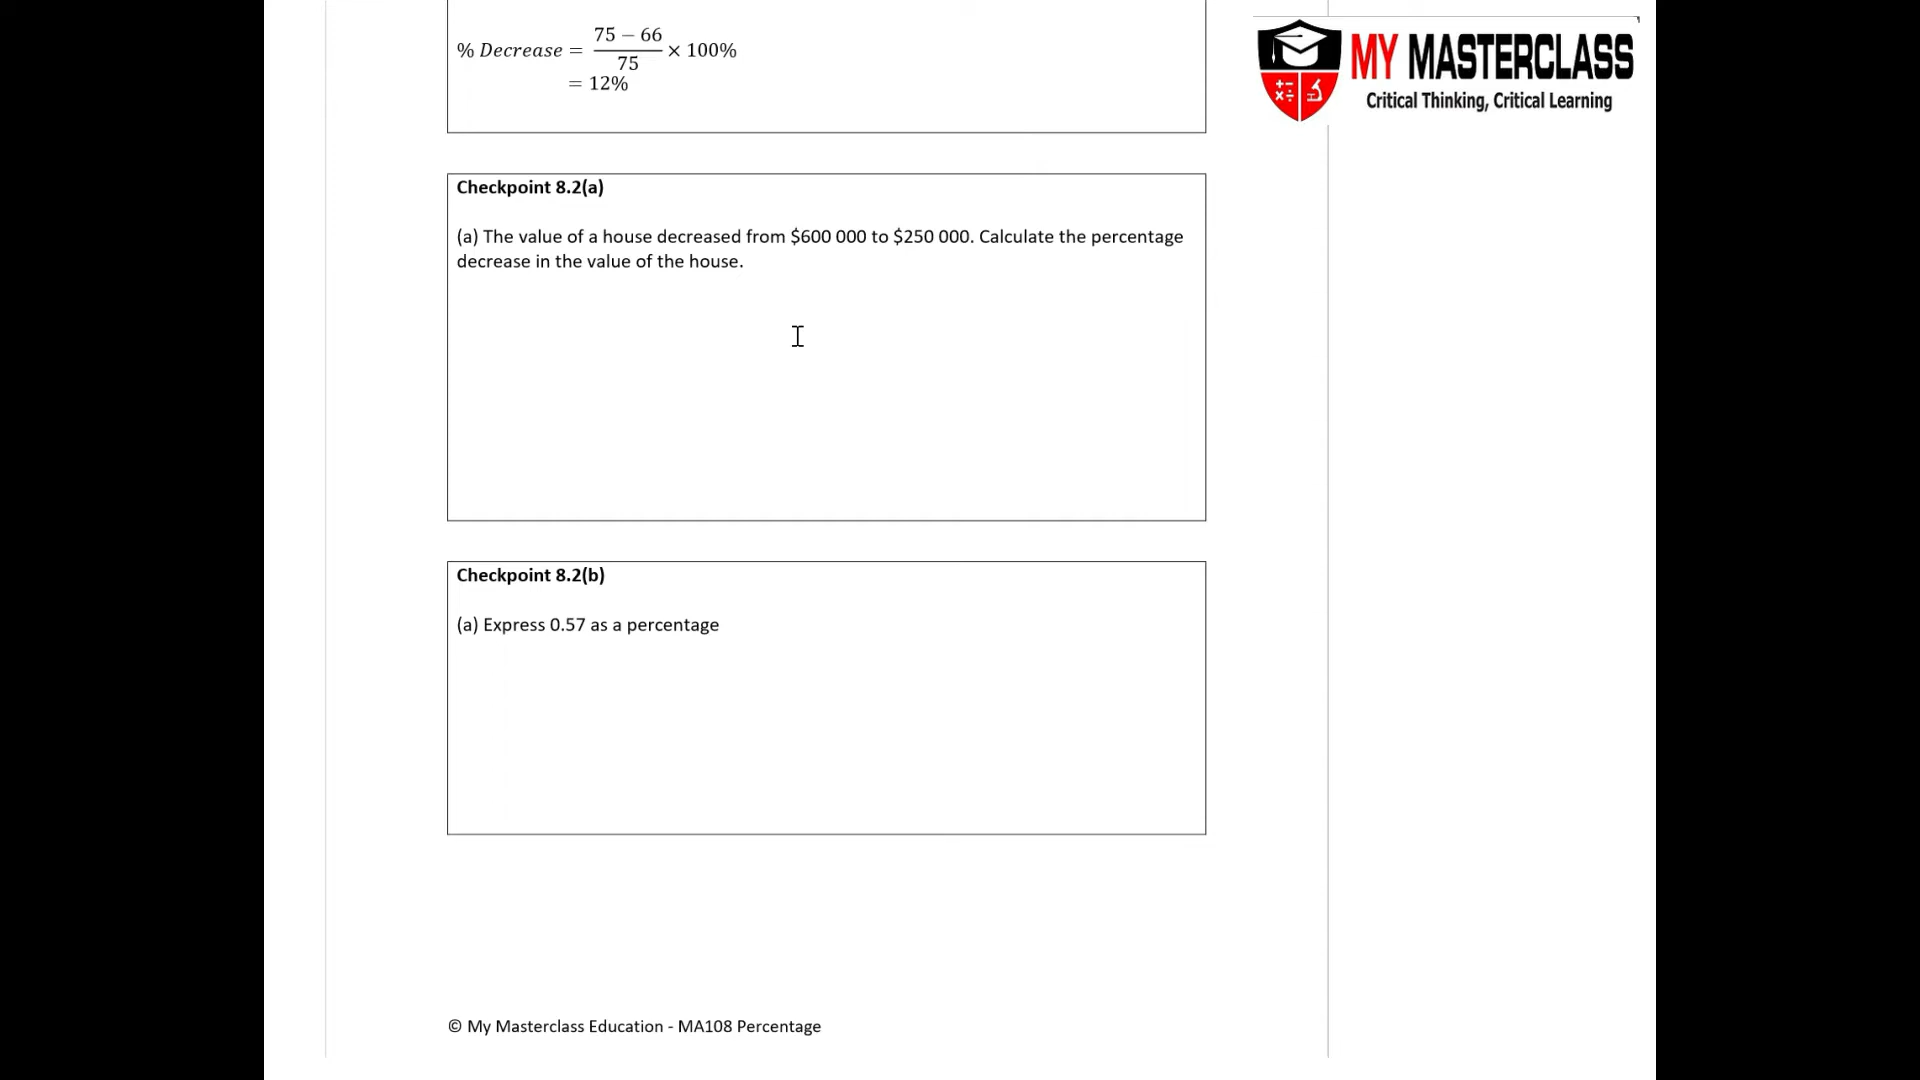 % Decrease = 75 − 66 / 75 × 100%
= 12%
MY MASTERCLASS
Critical Thinking, Critical Learning
Checkpoint 8.2(a)
(a) The value of a house decreased from $600 000 to $250 000. Calculate the percentage
decrease in the value of the house.
Checkpoint 8.2(b)
(a) Express 0.57 as a percentage
© My Masterclass Education - MA108 Percentage